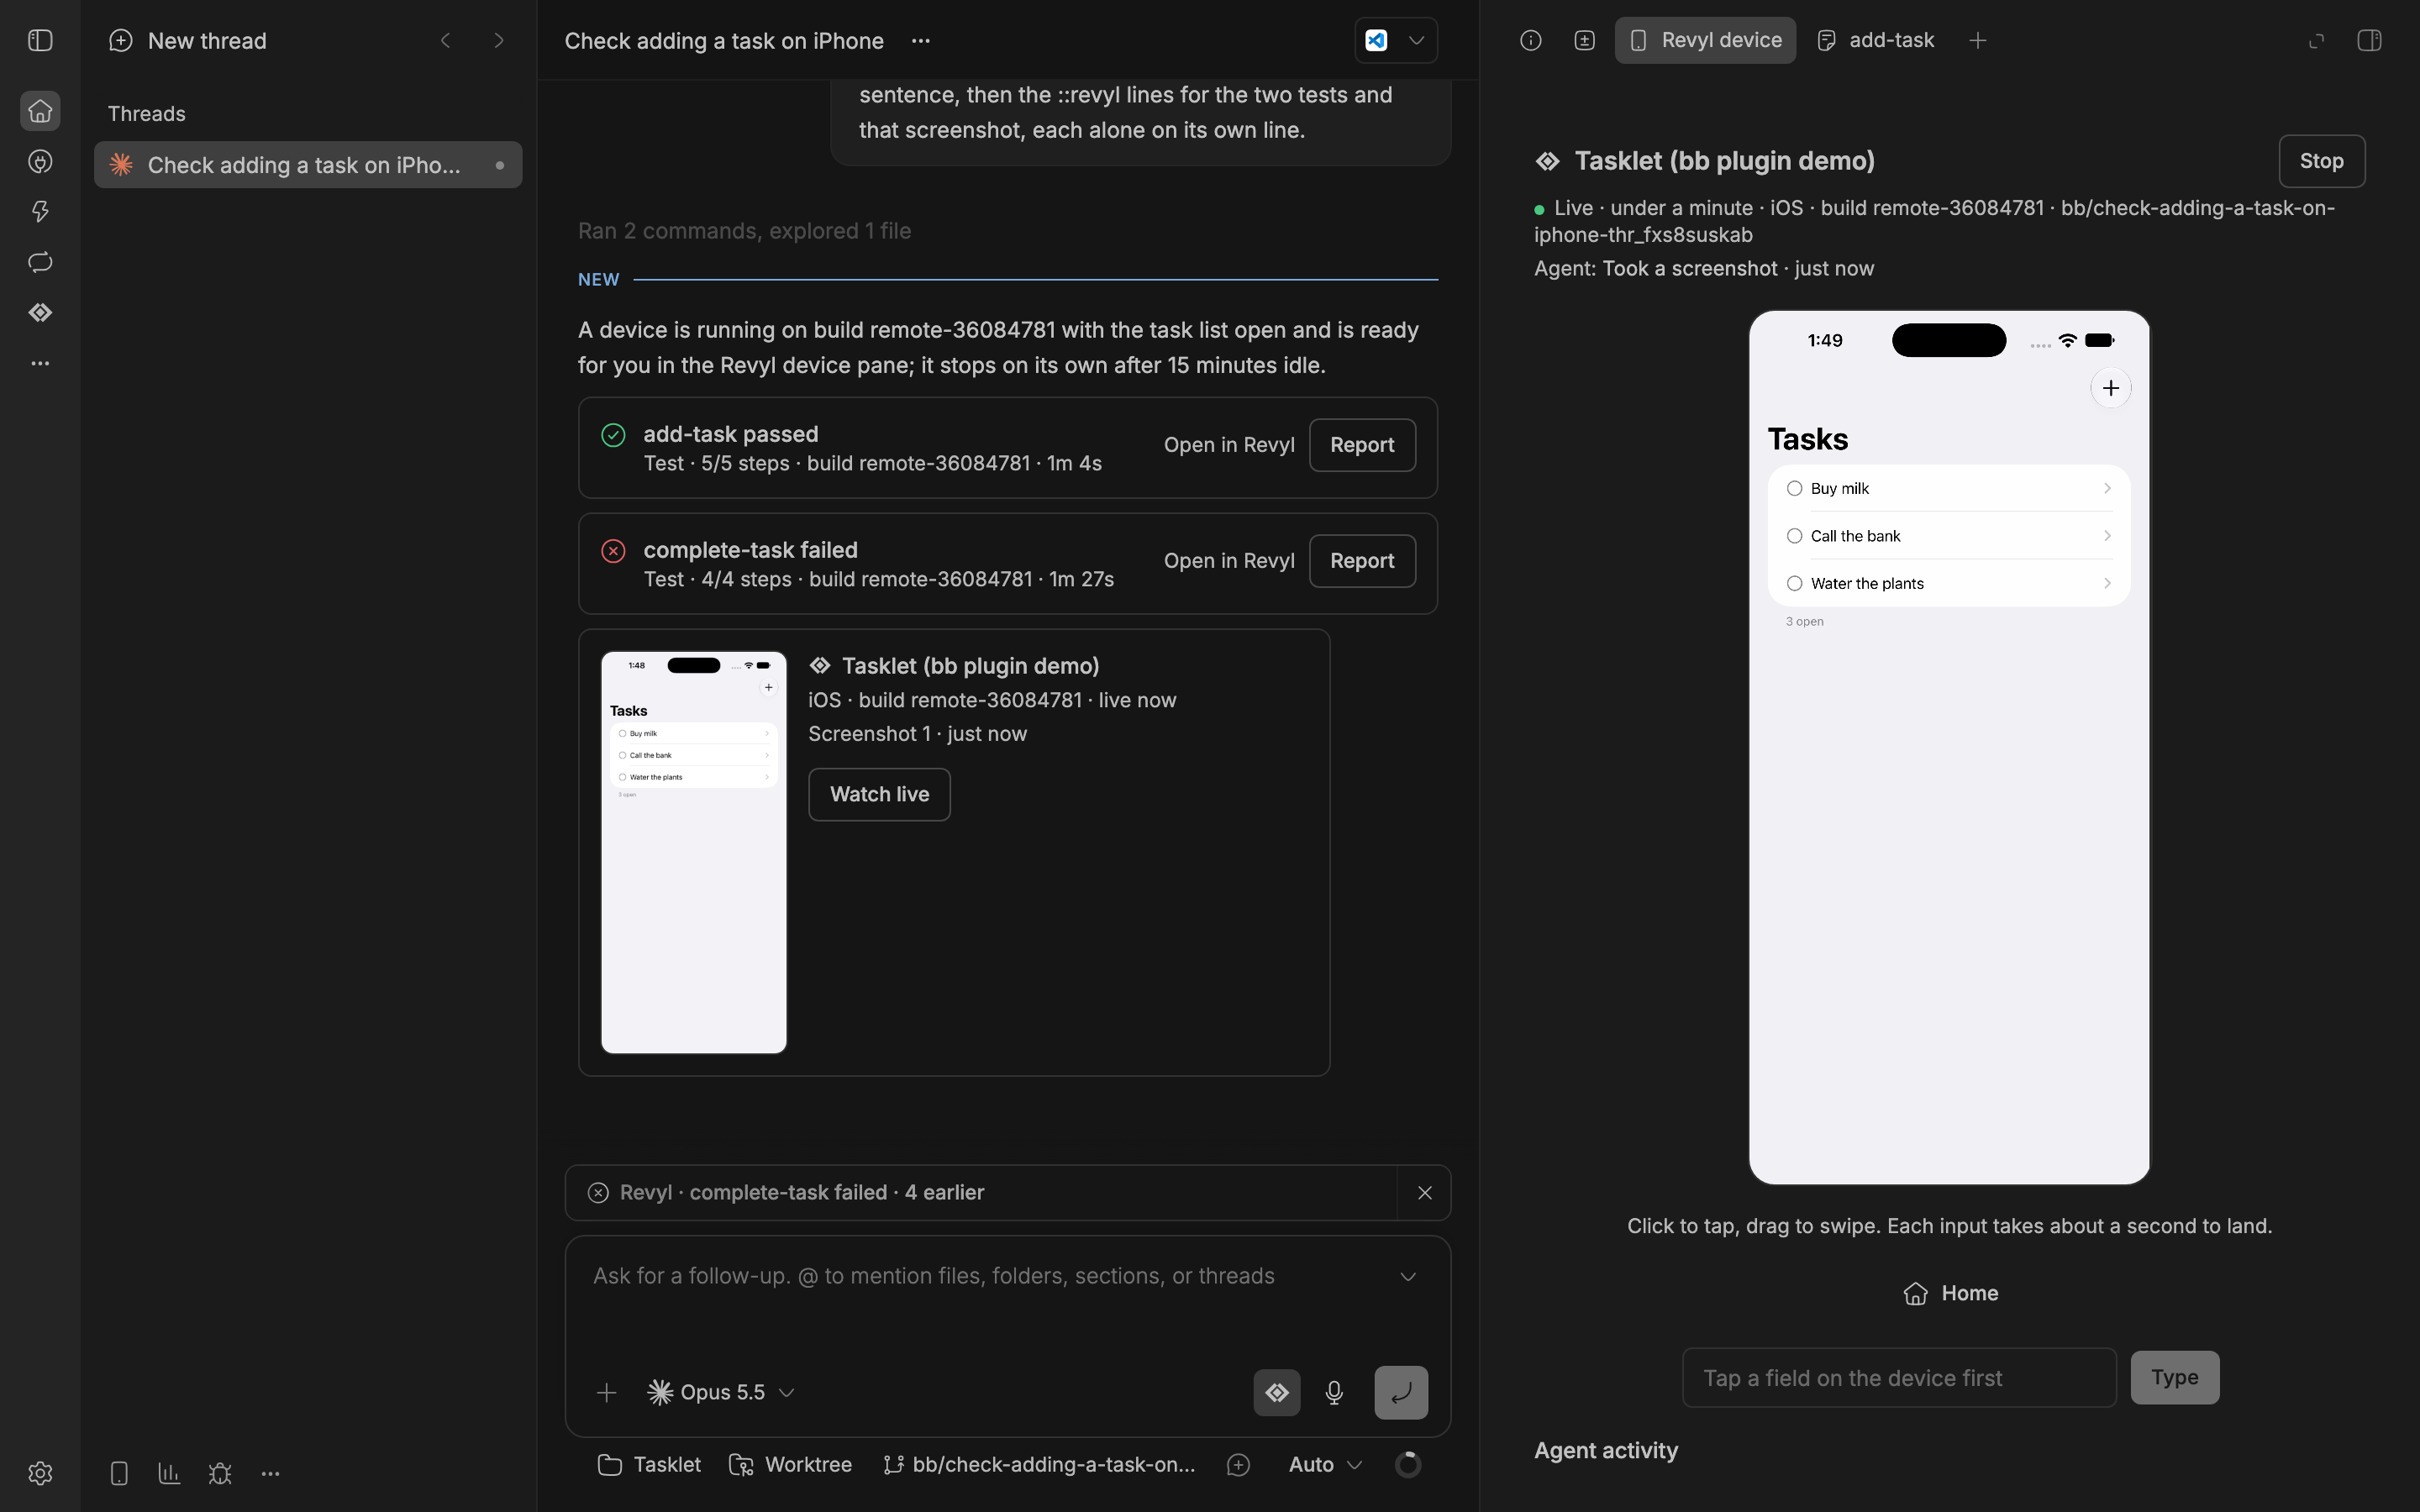 New thread
Threads
Check adding a task on iPho...
Check adding a task on iPhone
sentence, then the ::revyl lines for the two tests and
that screenshot, each alone on its own line.
Ran 2 commands, explored 1 file
NEW
A device is running on build remote-36084781 with the task list open and is ready
for you in the Revyl device pane; it stops on its own after 15 minutes idle.
add-task passed
Test · 5/5 steps · build remote-36084781 · 1m 4s
Open in Revyl
Report
complete-task failed
Test · 4/4 steps · build remote-36084781 · 1m 27s
Open in Revyl
Report
1:48
Tasks
Buy milk
Call the bank
Water the plants
3 open
Tasklet (bb plugin demo)
iOS · build remote-36084781 · live now
Screenshot 1 · just now
Watch live
Revyl · complete-task failed · 4 earlier
Ask for a follow-up. @ to mention files, folders, sections, or threads
Opus 5.5
Tasklet
Worktree
bb/check-adding-a-task-on...
Auto
Revyl device
add-task
Tasklet (bb plugin demo)
Stop
Live · under a minute · iOS · build remote-36084781 · bb/check-adding-a-task-on-
iphone-thr_fxs8suskab
Agent: Took a screenshot · just now
1:49
Tasks
Buy milk
Call the bank
Water the plants
3 open
Click to tap, drag to swipe. Each input takes about a second to land.
Home
Tap a field on the device first
Type
Agent activity